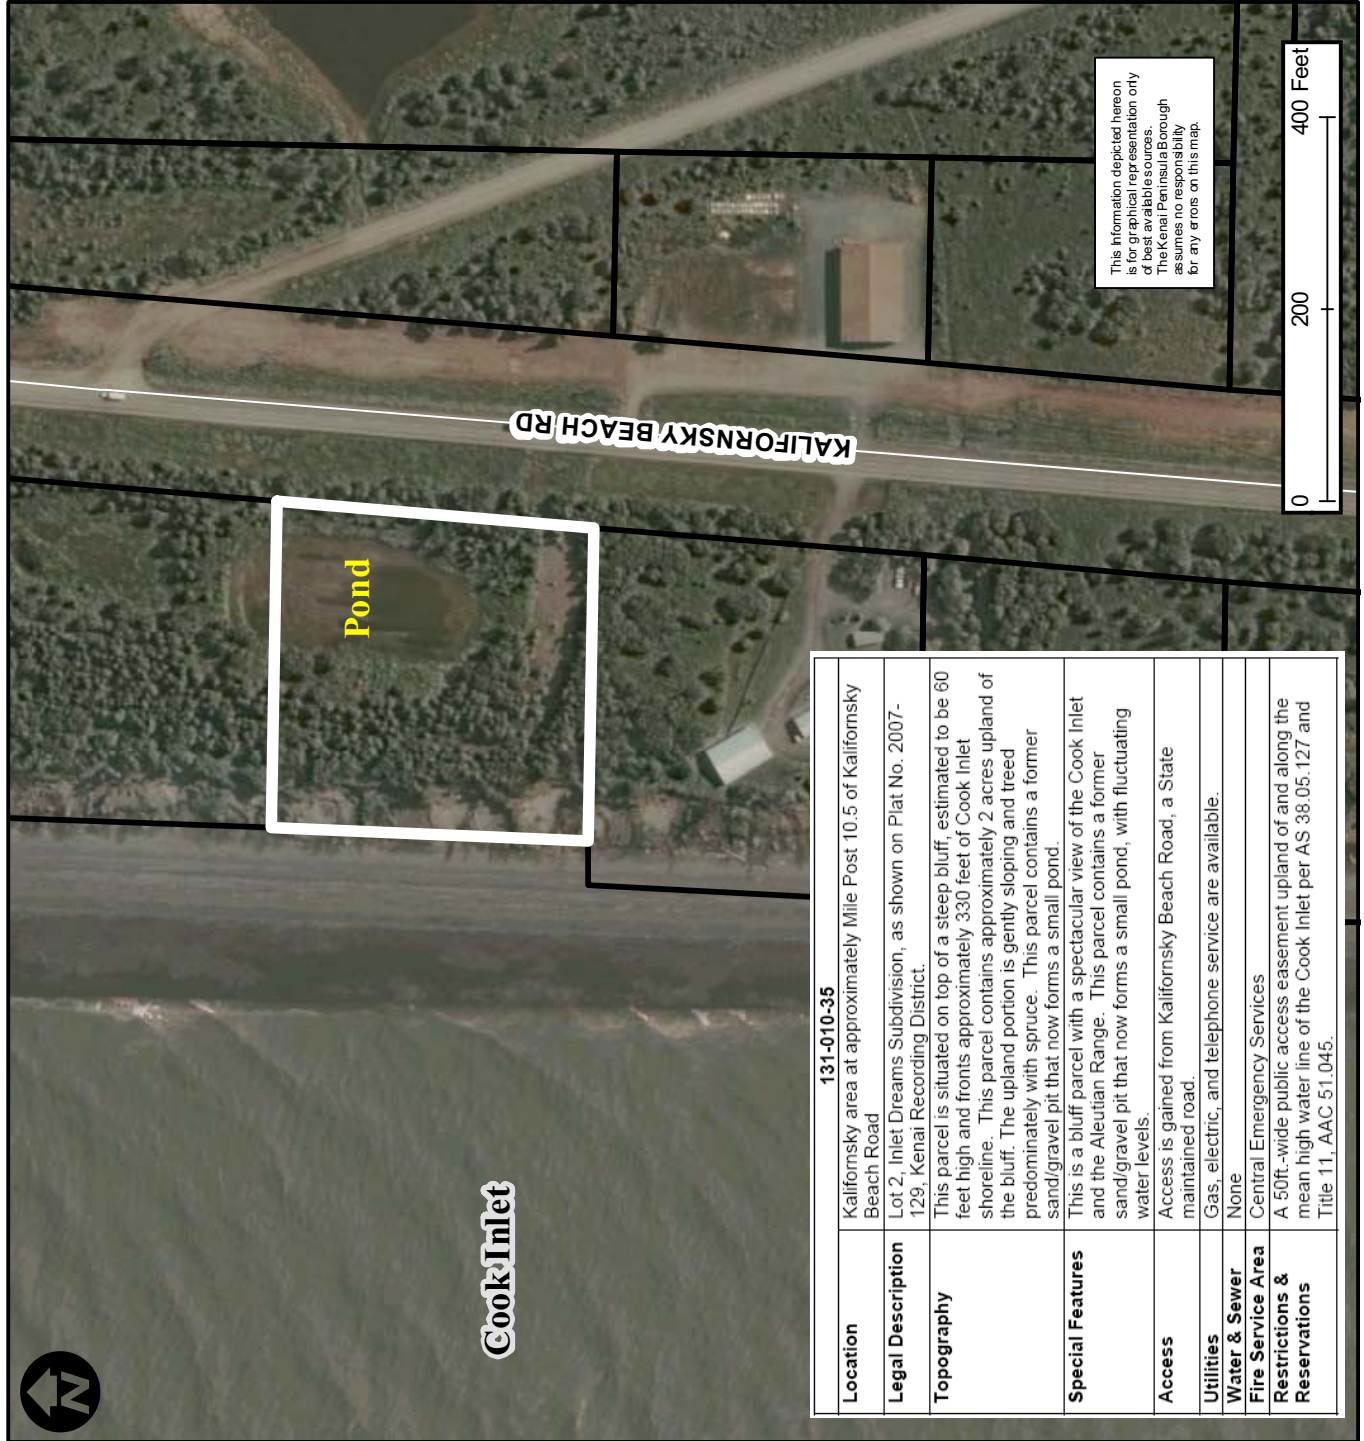 N
Cook Inlet
Pond
KALIFORNSKY BEACH RD
131-010-35
Location
Kalifornsky area at approximately Mile Post 10.5 of Kalifornsky
Beach Road
Legal Description
Lot 2, Inlet Dreams Subdivision, as shown on Plat No. 2007-
129, Kenai Recording District.
Topography
This parcel is situated on top of a steep bluff, estimated to be 60
feet high and fronts approximately 330 feet of Cook Inlet
shoreline. This parcel contains approximately 2 acres upland of
the bluff. The upland portion is gently sloping and treed
predominately with spruce. This parcel contains a former
sand/gravel pit that now forms a small pond.
Special Features
This is a bluff parcel with a spectacular view of the Cook Inlet
and the Aleutian Range. This parcel contains a former
sand/gravel pit that now forms a small pond, with fluctuating
water levels.
Access
Access is gained from Kalifornsky Beach Road, a State
maintained road.
Utilities
Gas, electric, and telephone service are available.
Water & Sewer
None
Fire Service Area
Central Emergency Services
Restrictions &
Reservations
A 50ft.-wide public access easement upland of and along the
mean high water line of the Cook Inlet per AS 38.05.127 and
Title 11, AAC 51.045.
This information depicted hereon
is for graphical representation only
of best available sources.
The Kenai Peninsula Borough
assumes no responsibility
for any errors on this map.
0 200 400 Feet